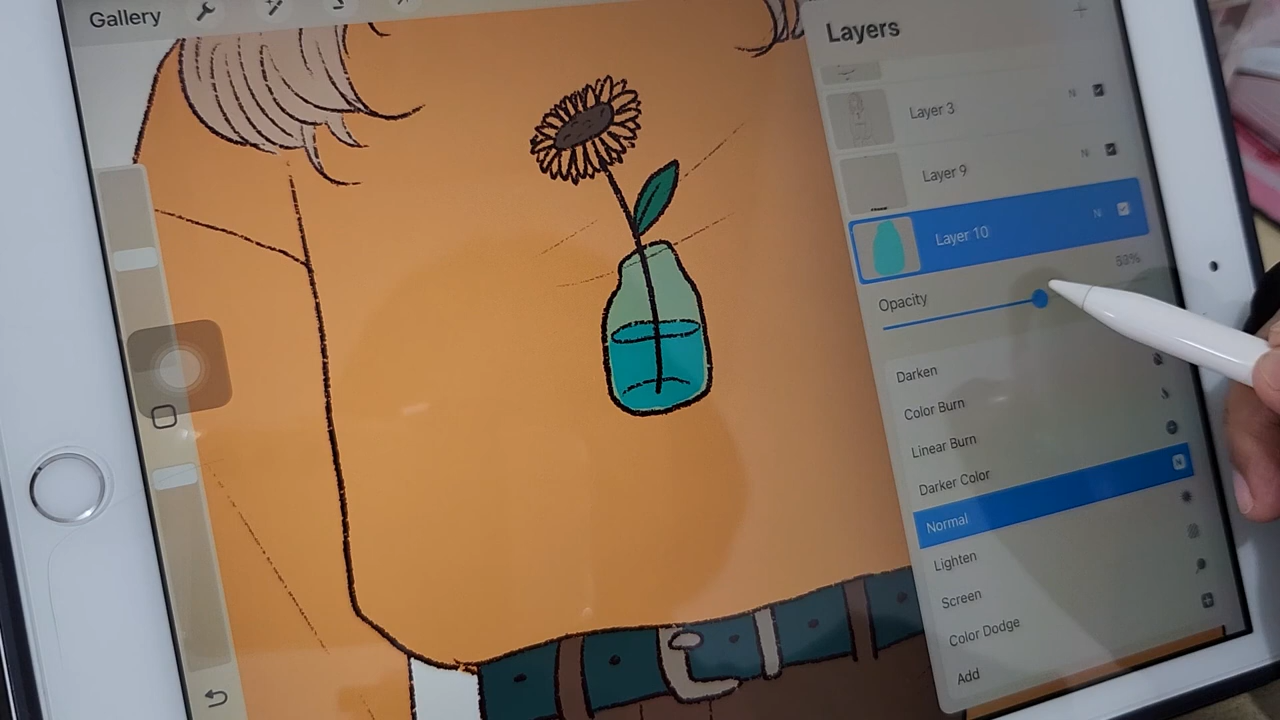 Gallery
Layers
Layer 3
N
Layer 9
N
Layer 10
N
Opacity
53%
Darken
Color Burn
Linear Burn
Darker Color
Normal
N
Lighten
Screen
Color Dodge
Add